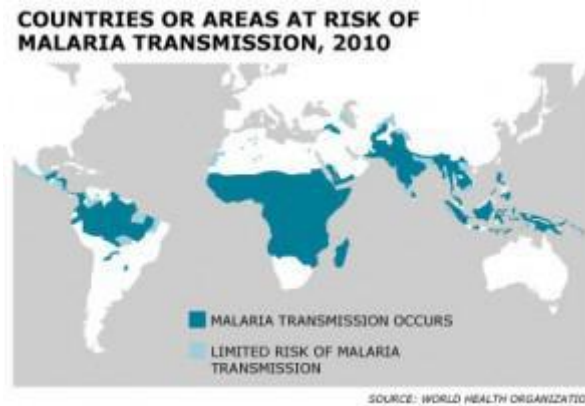 COUNTRIES OR AREAS AT RISK OF
MALARIA TRANSMISSION, 2010
MALARIA TRANSMISSION OCCURS
LIMITED RISK OF MALARIA
TRANSMISSION
SOURCE: WORLD HEALTH ORGANIZATIO